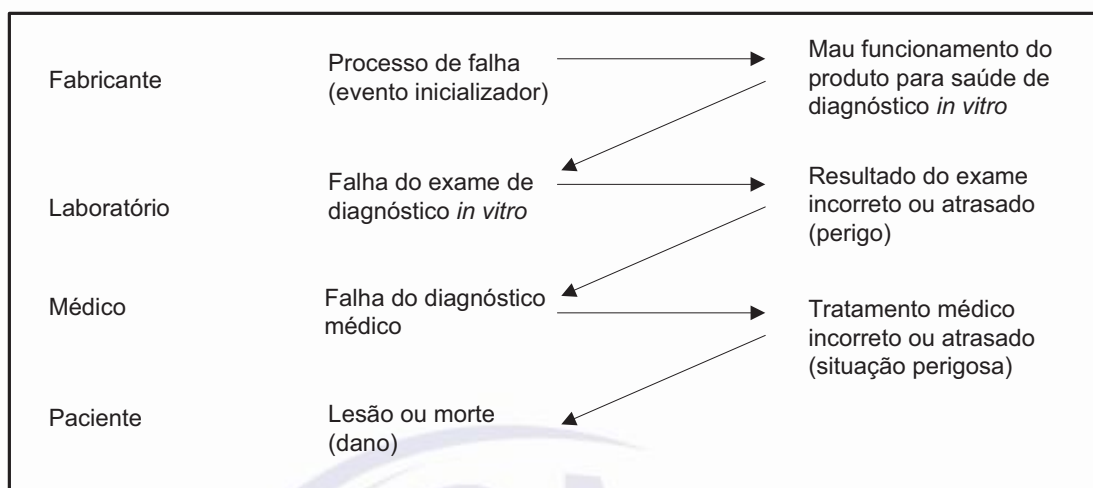 Fabricante
Processo de falha
(evento inicializador)
Mau funcionamento do
produto para saúde de
diagnóstico in vitro
Laboratório
Falha do exame de
diagnóstico in vitro
Resultado do exame
incorreto ou atrasado
(perigo)
Médico
Falha do diagnóstico
médico
Tratamento médico
incorreto ou atrasado
(situação perigosa)
Paciente
Lesão ou morte
(dano)